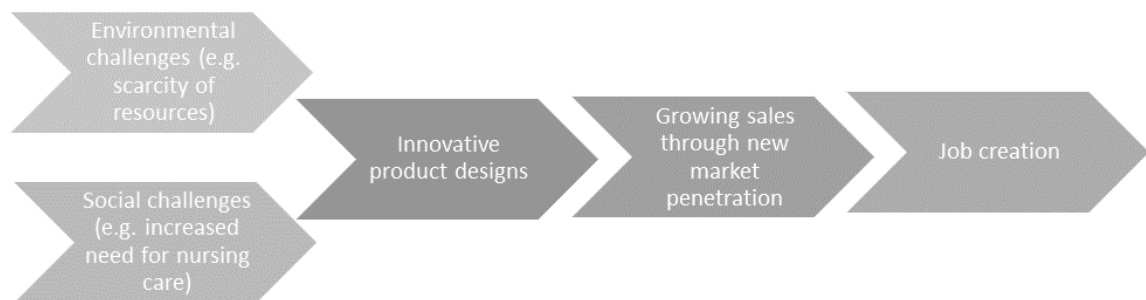 Environmental
challenges (e.g.
scarcity of
resources)
Social challenges
(e.g. increased
need for nursing
care)
Innovative
product designs
Growing sales
through new
market
penetration
Job creation